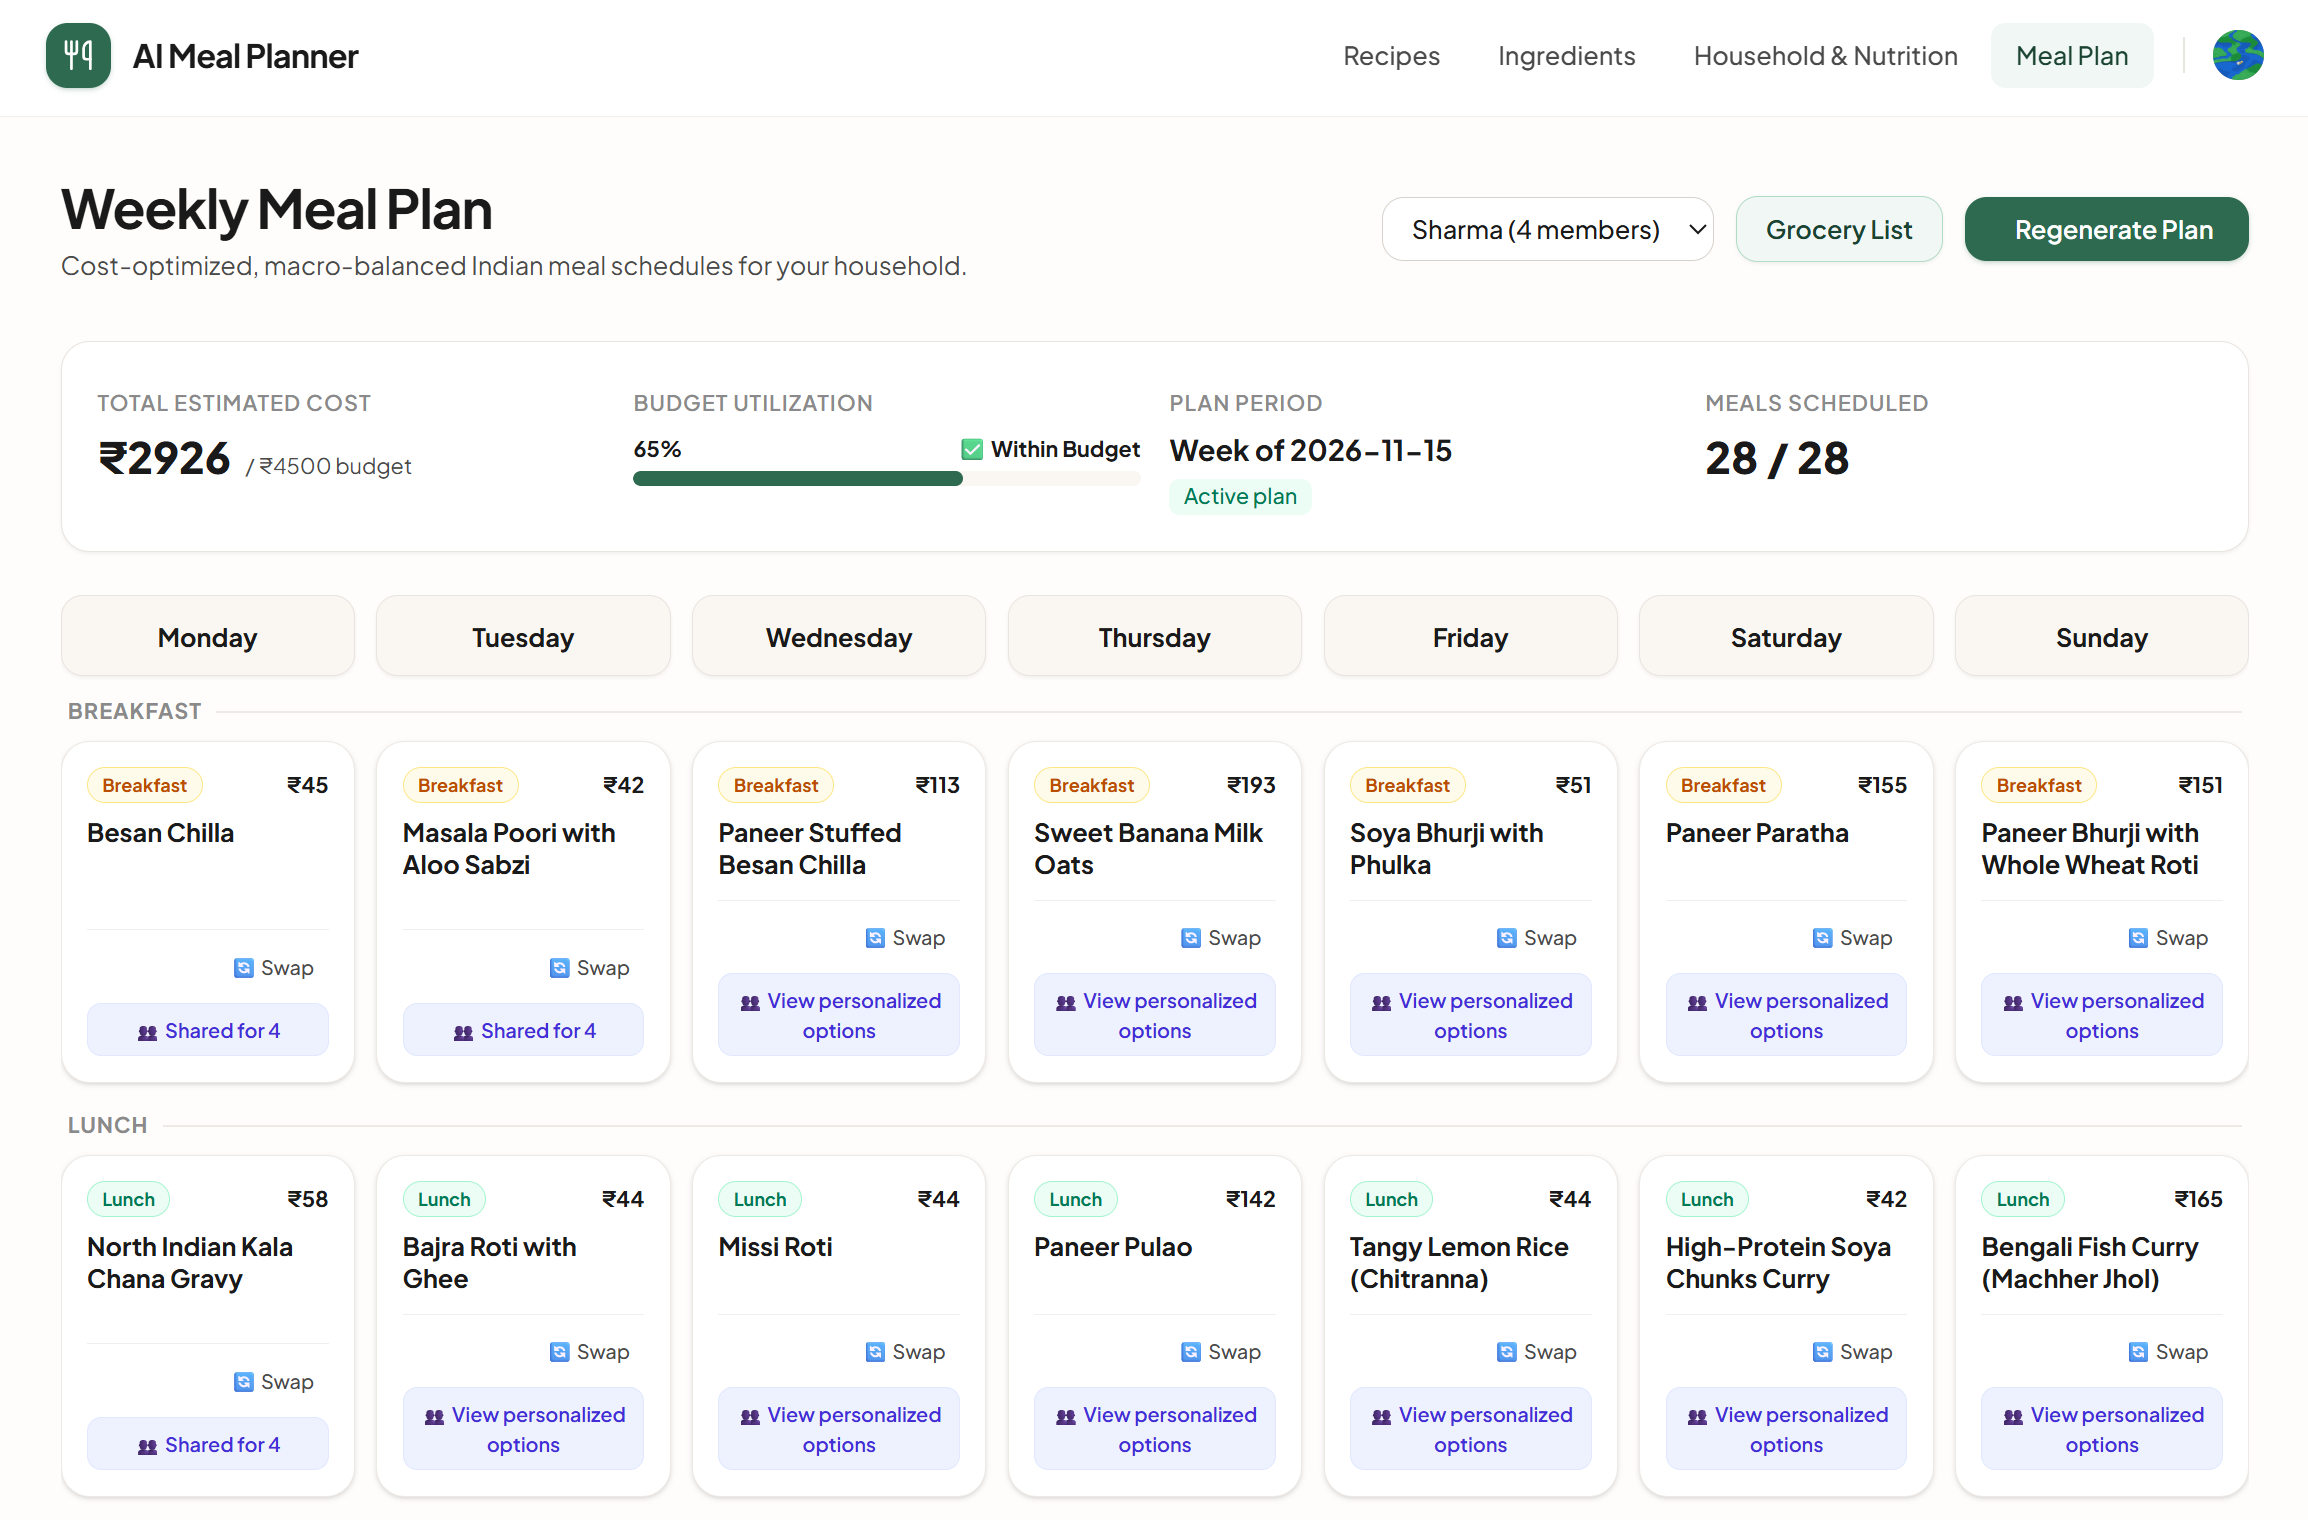 AI Meal Planner
Recipes
Ingredients
Household & Nutrition
Meal Plan
Weekly Meal Plan
Cost-optimized, macro-balanced Indian meal schedules for your household.
Sharma (4 members)
Grocery List
Regenerate Plan
TOTAL ESTIMATED COST
₹2926 / ₹4500 budget
BUDGET UTILIZATION
65%
✅ Within Budget
PLAN PERIOD
Week of 2026-11-15
Active plan
MEALS SCHEDULED
28 / 28
Monday
Tuesday
Wednesday
Thursday
Friday
Saturday
Sunday
BREAKFAST
Breakfast
₹45
Besan Chilla
Swap
Shared for 4
Breakfast
₹42
Masala Poori with
Aloo Sabzi
Swap
Shared for 4
Breakfast
₹113
Paneer Stuffed
Besan Chilla
Swap
View personalized
options
Breakfast
₹193
Sweet Banana Milk
Oats
Swap
View personalized
options
Breakfast
₹51
Soya Bhurji with
Phulka
Swap
View personalized
options
Breakfast
₹155
Paneer Paratha
Swap
View personalized
options
Breakfast
₹151
Paneer Bhurji with
Whole Wheat Roti
Swap
View personalized
options
LUNCH
Lunch
₹58
North Indian Kala
Chana Gravy
Swap
Shared for 4
Lunch
₹44
Bajra Roti with
Ghee
Swap
View personalized
options
Lunch
₹44
Missi Roti
Swap
View personalized
options
Lunch
₹142
Paneer Pulao
Swap
View personalized
options
Lunch
₹44
Tangy Lemon Rice
(Chitranna)
Swap
View personalized
options
Lunch
₹42
High-Protein Soya
Chunks Curry
Swap
View personalized
options
Lunch
₹165
Bengali Fish Curry
(Machher Jhol)
Swap
View personalized
options